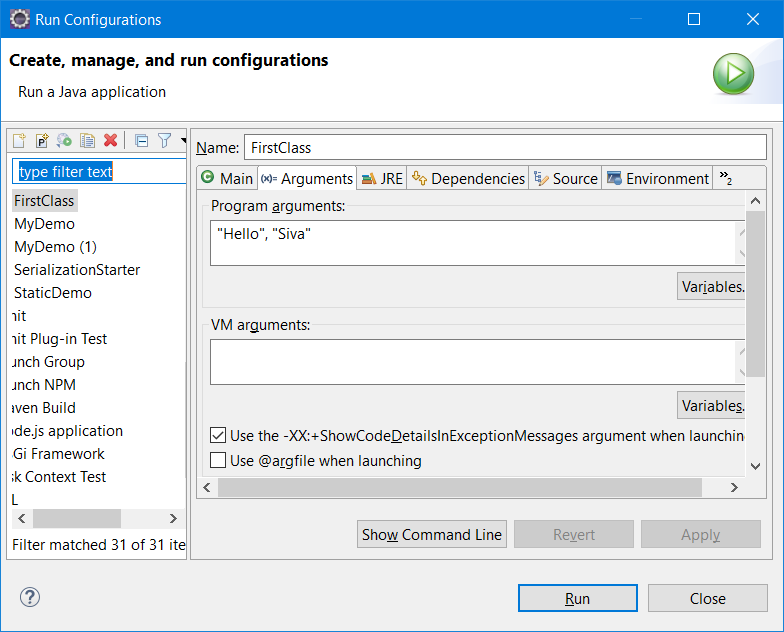 Run Configurations
Create, manage, and run configurations
Run a Java application
type filter text
FirstClass
MyDemo
MyDemo (1)
SerializationStarter
StaticDemo
nit
nit Plug-in Test
unch Group
unch NPM
aven Build
de.js application
Gi Framework
sk Context Test
L
Filter matched 31 of 31 ite
Name: FirstClass
Main (x)= Arguments JRE Dependencies Source Environment »2
Program arguments:
"Hello", "Siva"
Variables.
VM arguments:
Variables.
Use the -XX:+ShowCodeDetailsInExceptionMessages argument when launchin
Use @argfile when launching
Show Command Line Revert Apply
? Run Close